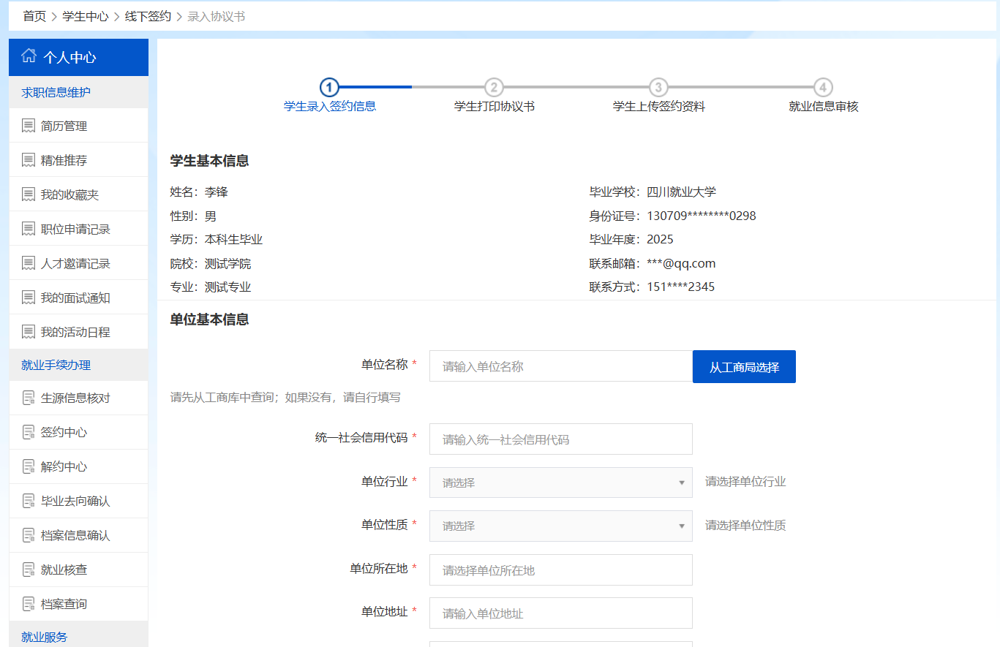 首页 > 学生中心 > 线下签约 > 录入协议书
个人中心
求职信息维护
简历管理
精准推荐
我的收藏夹
职位申请记录
人才邀请记录
我的面试通知
我的活动日程
就业手续办理
生源信息核对
签约中心
解约中心
毕业去向确认
档案信息确认
就业核查
档案查询
就业服务
1 2 3 4
学生录入签约信息 学生打印协议书 学生上传签约资料 就业信息审核
学生基本信息
姓名：李锋 毕业学校：四川就业大学
性别：男 身份证号：130709********0298
学历：本科生毕业 毕业年度：2025
院校：测试学院 联系邮箱：***@qq.com
专业：测试专业 联系方式：151****2345
单位基本信息
单位名称 * 请输入单位名称 从工商局选择
请先从工商库中查询；如果没有，请自行填写
统一社会信用代码 * 请输入统一社会信用代码
单位行业 * 请选择 请选择单位行业
单位性质 * 请选择 请选择单位性质
单位所在地 * 请选择单位所在地
单位地址 * 请输入单位地址